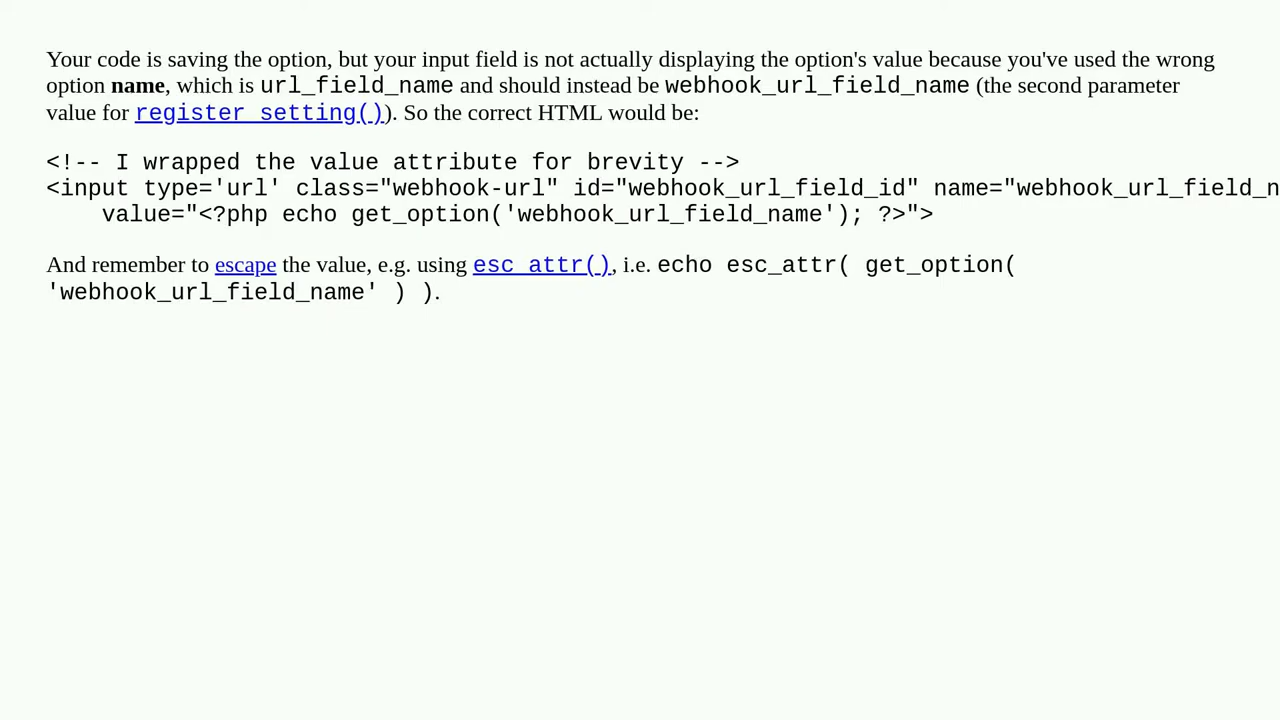 Your code is saving the option, but your input field is not actually displaying the option's value because you've used the wrong
option name, which is url_field_name and should instead be webhook_url_field_name (the second parameter
value for register_setting()). So the correct HTML would be:
<!-- I wrapped the value attribute for brevity -->
<input type='url' class="webhook-url" id="webhook_url_field_id" name="webhook_url_field_n
    value="<?php echo get_option('webhook_url_field_name'); ?>">
And remember to escape the value, e.g. using esc_attr(), i.e. echo esc_attr( get_option(
'webhook_url_field_name' ) ).